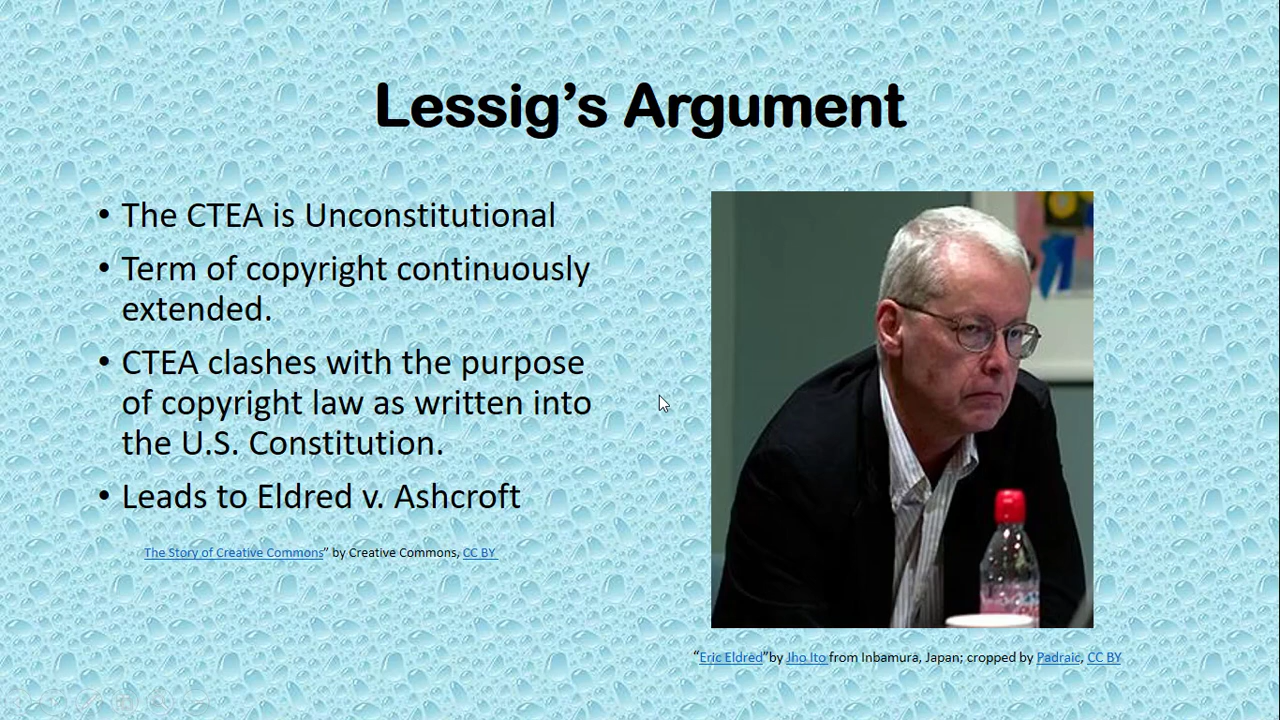 Lessig’s Argument
• The CTEA is Unconstitutional
• Term of copyright continuously
extended.
• CTEA clashes with the purpose
of copyright law as written into
the U.S. Constitution.
• Leads to Eldred v. Ashcroft
The Story of Creative Commons” by Creative Commons, CC BY
“Eric Eldred”by Jho Ito from Inbamura, Japan; cropped by Padraic, CC BY